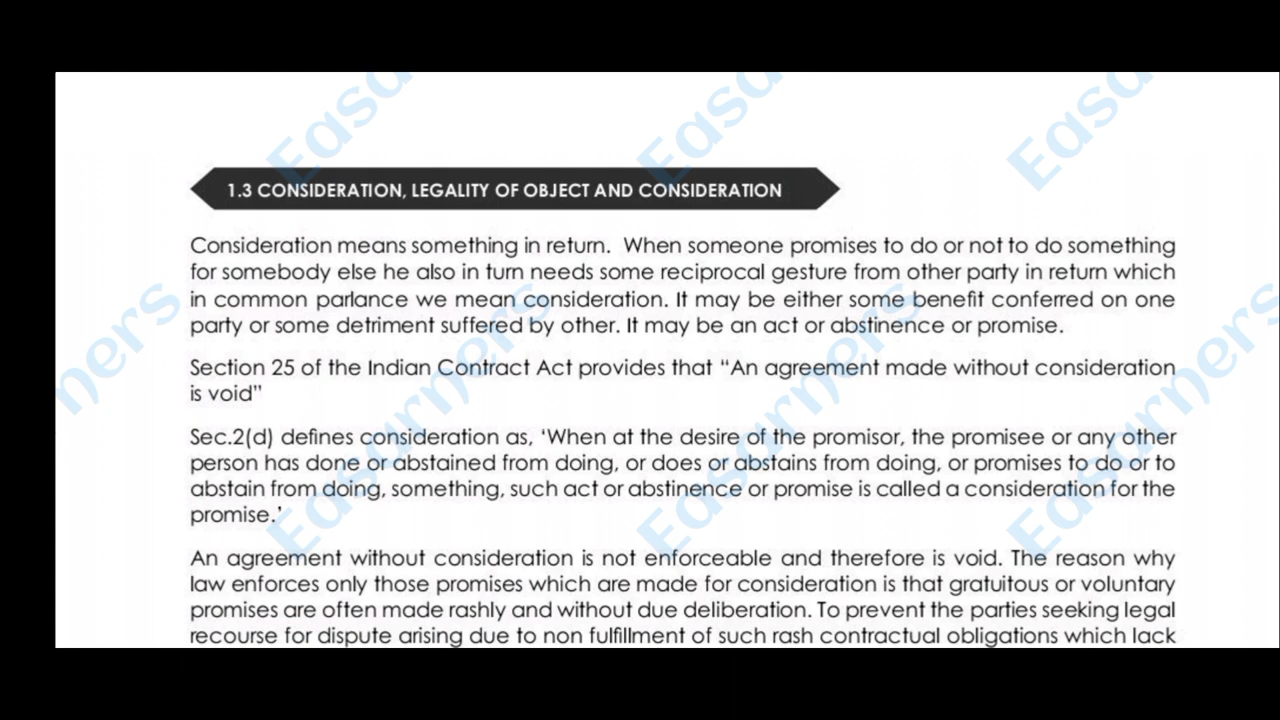 1.3 CONSIDERATION, LEGALITY OF OBJECT AND CONSIDERATION
Consideration means something in return. When someone promises to do or not to do something
for somebody else he also in turn needs some reciprocal gesture from other party in return which
in common parlance we mean consideration. It may be either some benefit conferred on one
party or some detriment suffered by other. It may be an act or abstinence or promise.
Section 25 of the Indian Contract Act provides that “An agreement made without consideration
is void”
Sec.2(d) defines consideration as, ‘When at the desire of the promisor, the promisee or any other
person has done or abstained from doing, or does or abstains from doing, or promises to do or to
abstain from doing, something, such act or abstinence or promise is called a consideration for the
promise.’
An agreement without consideration is not enforceable and therefore is void. The reason why
law enforces only those promises which are made for consideration is that gratuitous or voluntary
promises are often made rashly and without due deliberation. To prevent the parties seeking legal
recourse for dispute arising due to non fulfillment of such rash contractual obligations which lack
Easarners
Easarners